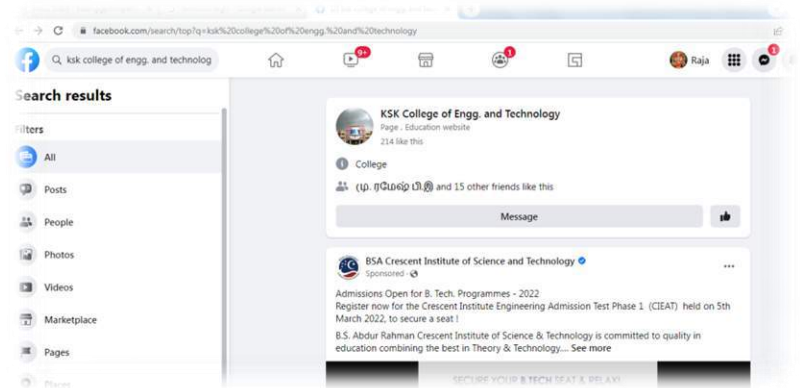 facebook.com/search/top?q=ksk%20college%20of%20engg.%20and%20technology
ksk college of engg. and technolog
9+
1
Raja
1
Search results
Filters
All
Posts
People
Photos
Videos
Marketplace
Pages
Places
KSK College of Engg. and Technology
Page . Education website
214 like this
College
(மு. ரமேஷ் பி.இ) and 15 other friends like this
Message
BSA Crescent Institute of Science and Technology
Sponsored ·
...
Admissions Open for B. Tech. Programmes - 2022
Register now for the Crescent Institute Engineering Admission Test Phase 1 (CIEAT) held on 5th
March 2022, to secure a seat !
B.S. Abdur Rahman Crescent Institute of Science & Technology is committed to quality in
education combining the best in Theory & Technology.... See more
SECURE YOUR B.TECH SEAT & RELAX!